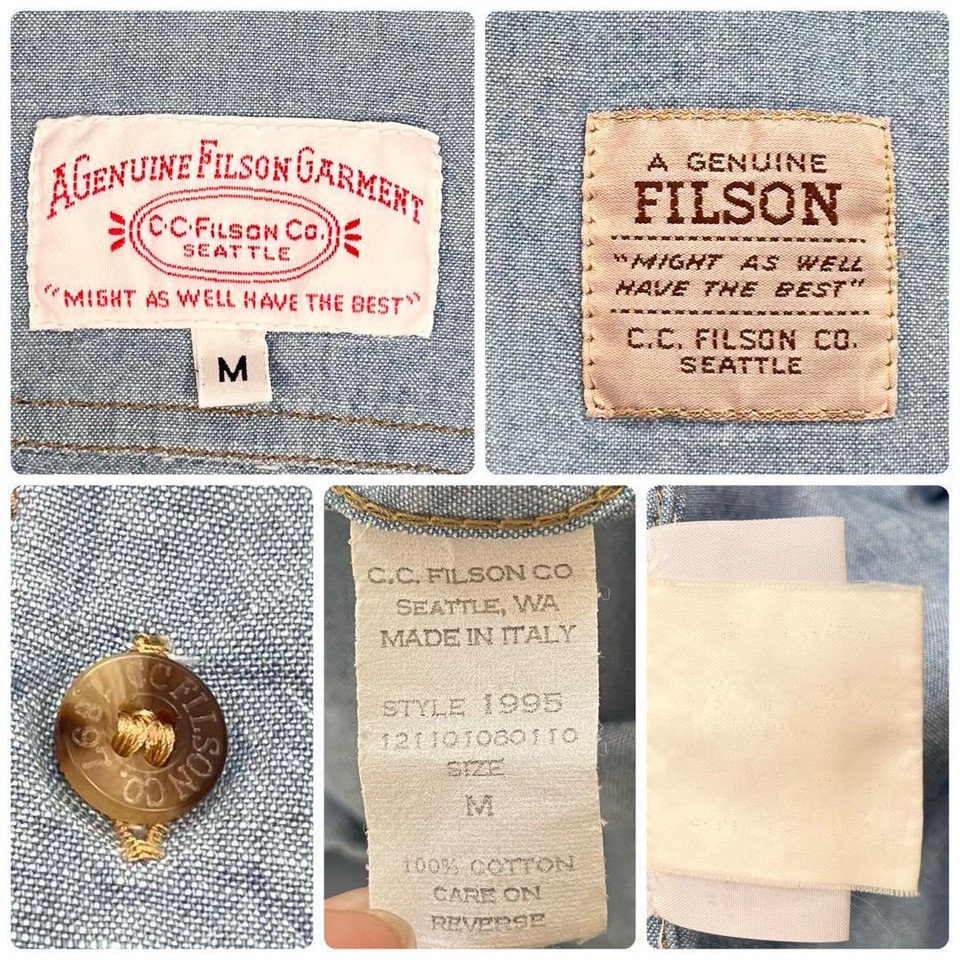 A GENUINE FILSON GARMENT
C·C·FILSON CO.
SEATTLE
"MIGHT AS WELL HAVE THE BEST"
M
A GENUINE
FILSON
"MIGHT AS WELL
HAVE THE BEST"
C.C. FILSON CO.
SEATTLE
CCFILSON CO. 1897
C.C. FILSON CO
SEATTLE, WA
MADE IN ITALY
STYLE 1995
121101080110
SIZE
M
100% COTTON
CARE ON
REVERSE